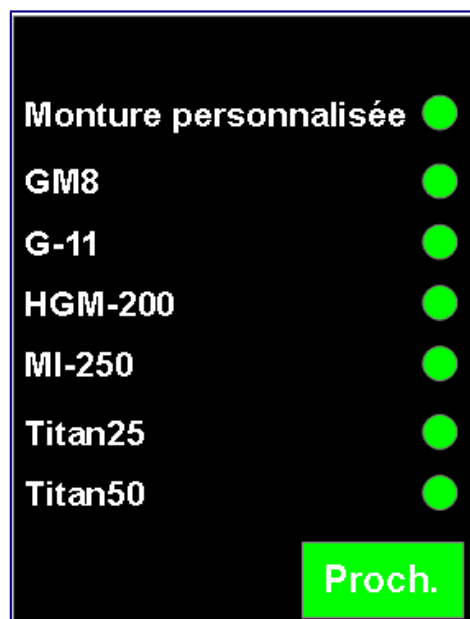 Monture personnalisée
GM8
G-11
HGM-200
MI-250
Titan25
Titan50
Proch.